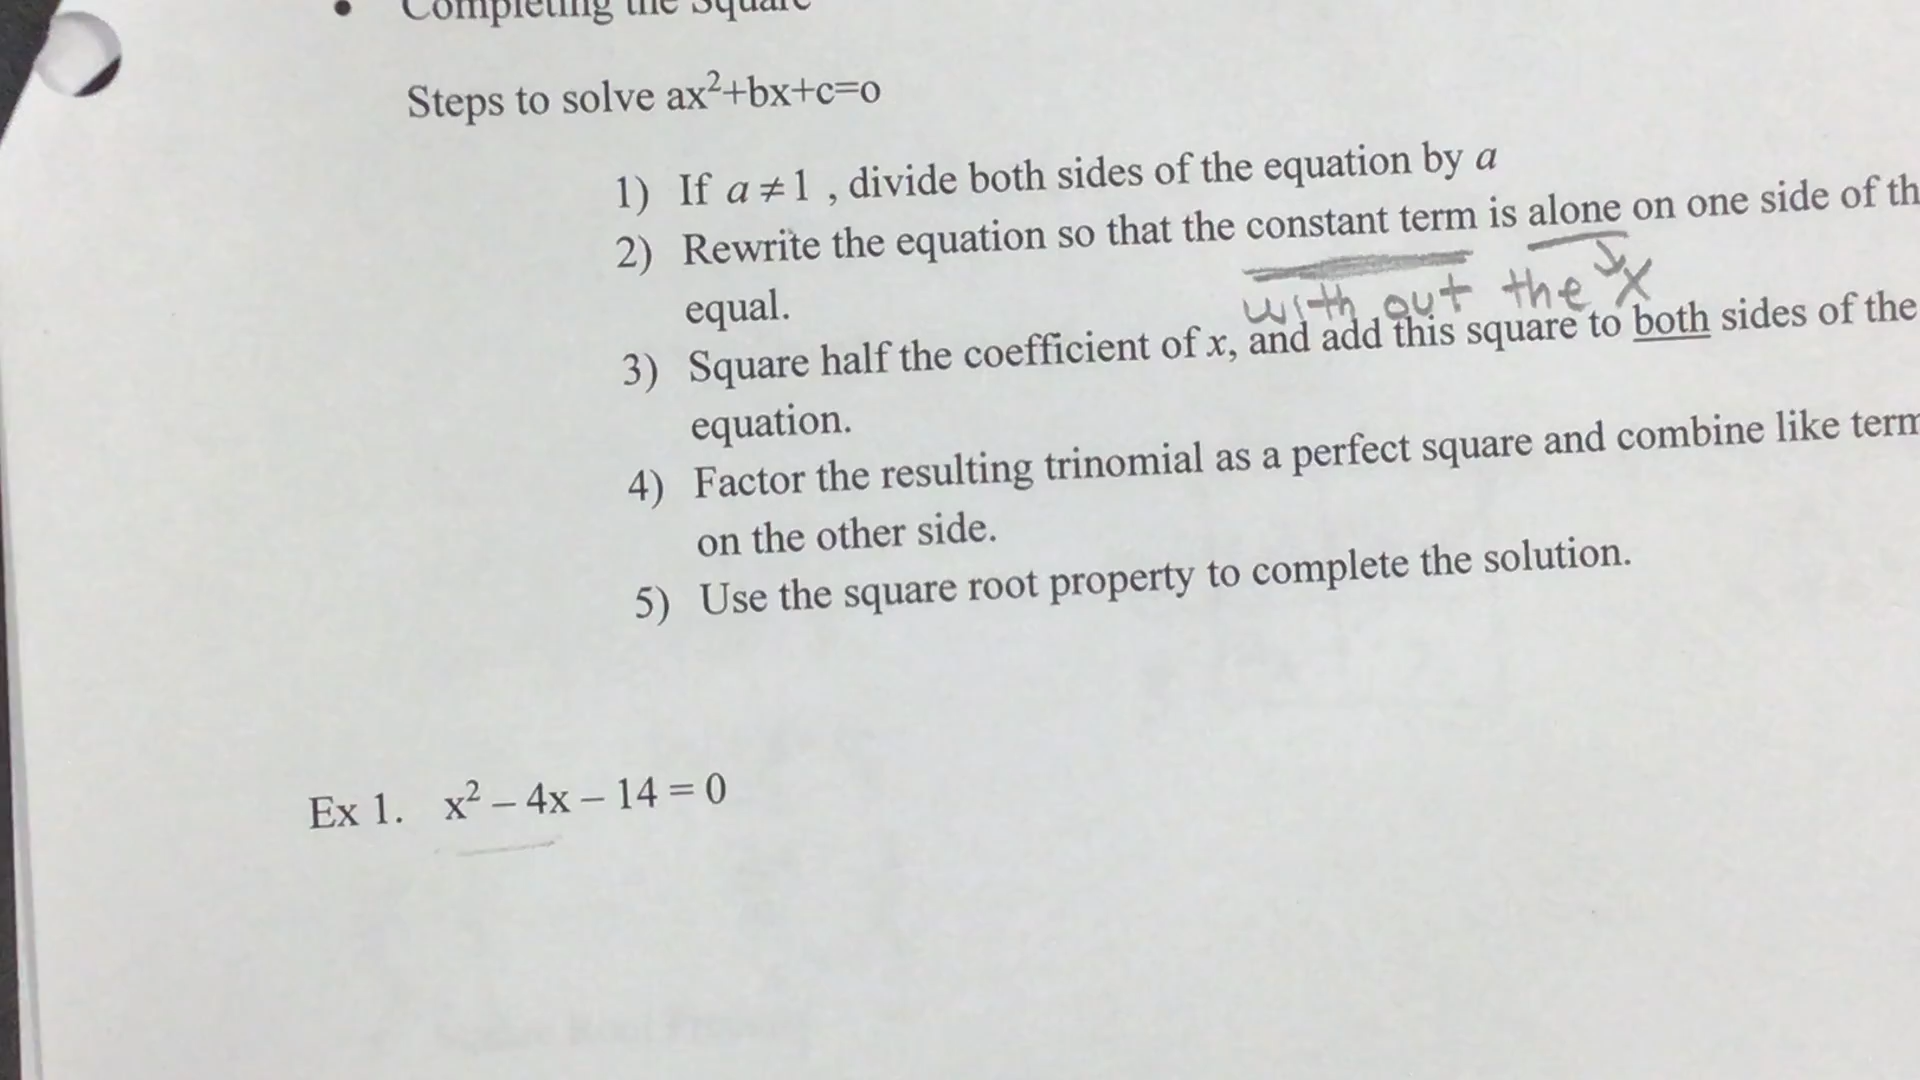 • Completing the Square
Steps to solve ax²+bx+c=o
1) If a ≠ 1 , divide both sides of the equation by a
2) Rewrite the equation so that the constant term is alone on one side of th
equal.
with out the x
3) Square half the coefficient of x, and add this square to both sides of the
equation.
4) Factor the resulting trinomial as a perfect square and combine like term
on the other side.
5) Use the square root property to complete the solution.
Ex 1. x² – 4x – 14 = 0